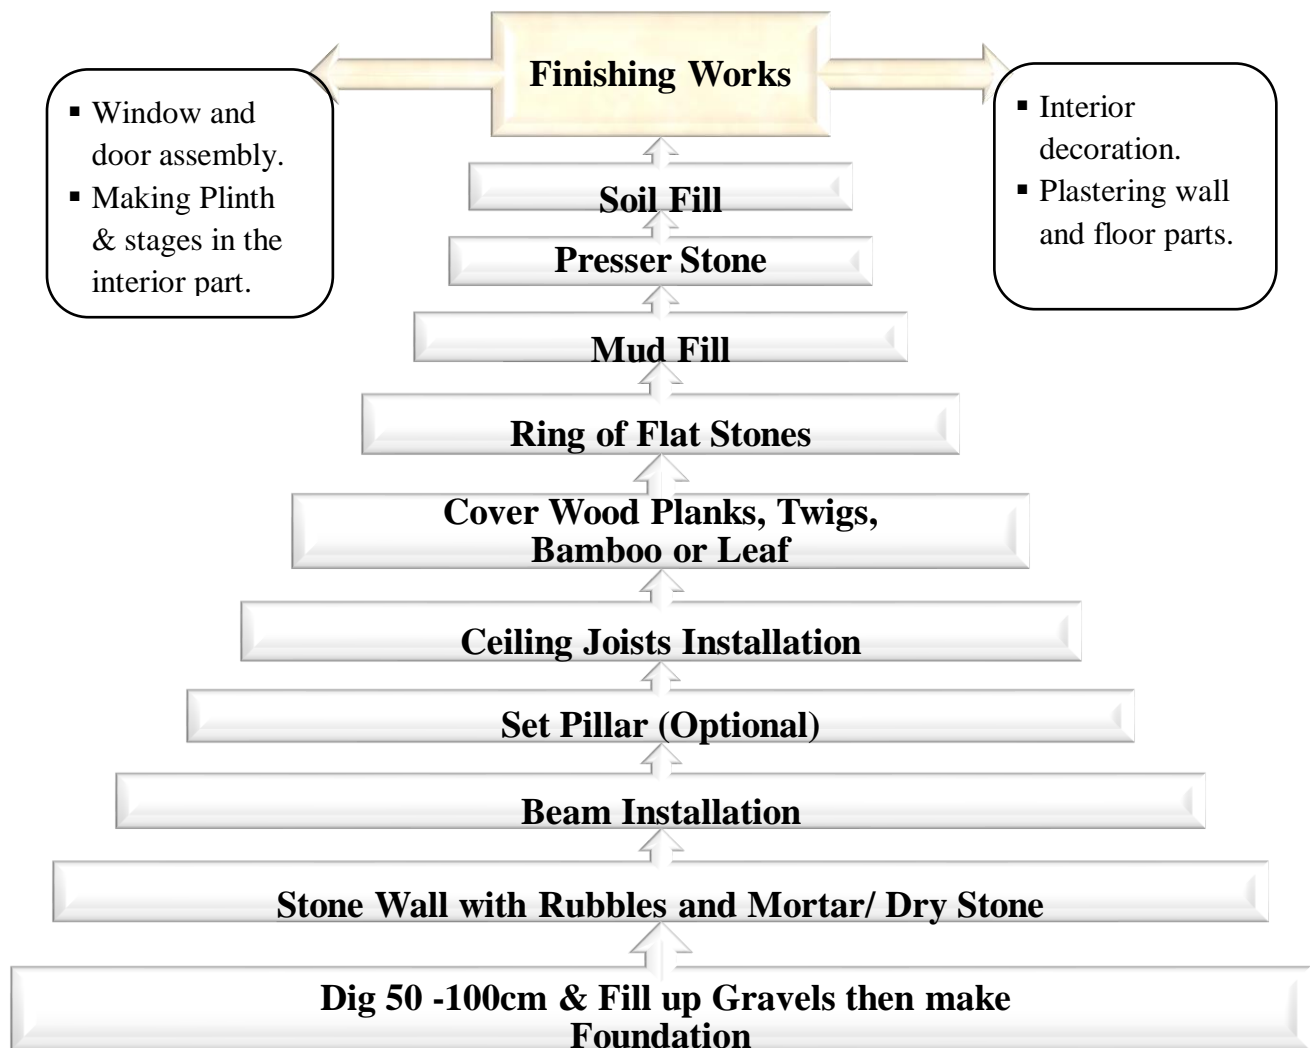 Finishing Works
▪ Window and
door assembly.
▪ Making Plinth
& stages in the
interior part.
▪ Interior
decoration.
▪ Plastering wall
and floor parts.
Soil Fill
Presser Stone
Mud Fill
Ring of Flat Stones
Cover Wood Planks, Twigs,
Bamboo or Leaf
Ceiling Joists Installation
Set Pillar (Optional)
Beam Installation
Stone Wall with Rubbles and Mortar/ Dry Stone
Dig 50 -100cm & Fill up Gravels then make
Foundation